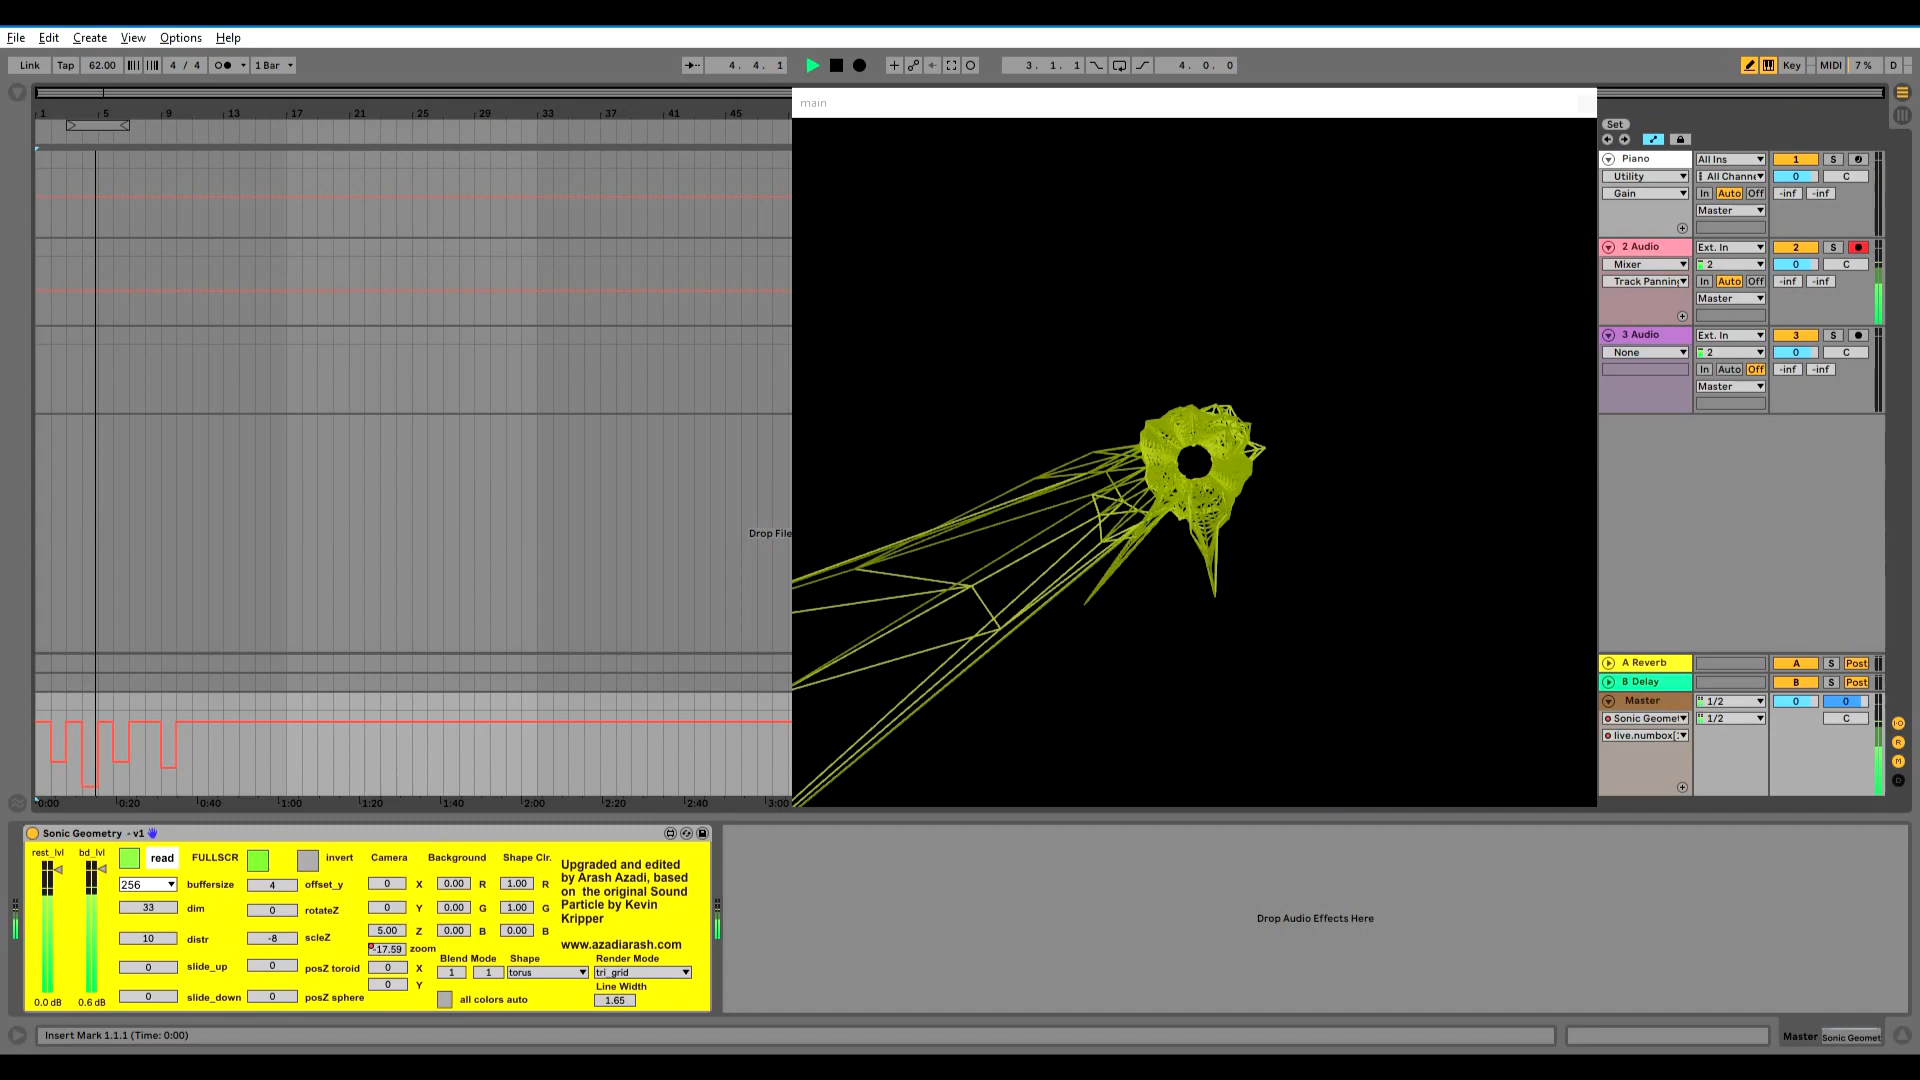 File Edit Create View Options Help
Link Tap 62.00 4 / 4 1 Bar 4. 4. 1 3. 1. 1 4. 0. 0 Key MIDI 7 % D
main
1 5 9 13 17 21 25 29 33 37 41 45
Set
Piano All Ins 1 S
Utility All Channe 0 C
Gain In Auto Off -inf -inf
Master
2 Audio Ext. In 2 S
Mixer 2 0 C
Track Panning In Auto Off -inf -inf
Master
3 Audio Ext. In 3 S
None 2 0 C
In Auto Off -inf -inf
Master
Drop File
A Reverb A S Post
B Delay B S Post
Master 1/2 0 0
Sonic Geomet 1/2 C
live.numbox[
0:00 0:20 0:40 1:00 1:20 1:40 2:00 2:20 2:40 3:00
Sonic Geometry - v1
rest_lvl bd_lvl read FULLSCR invert Camera Background Shape Clr.
256 buffersize 4 offset_y 0 X 0.00 R 1.00 R
33 dim 0 rotateZ 0 Y 0.00 G 1.00 G
10 distr -8 scleZ 5.00 Z 0.00 B 0.00 B
-17.59 zoom
0 slide_up 0 posZ toroid 0 X
0 Y
0 slide_down 0 posZ sphere
0.0 dB 0.6 dB
Blend Mode Shape Render Mode
1 1 torus tri_grid
Line Width
all colors auto 1.65
Upgraded and edited
by Arash Azadi, based
on the original Sound
Particle by Kevin
Kripper
www.azadiarash.com
Drop Audio Effects Here
Insert Mark 1.1.1 (Time: 0:00) Master Sonic Geomet
I-O
R
M
D